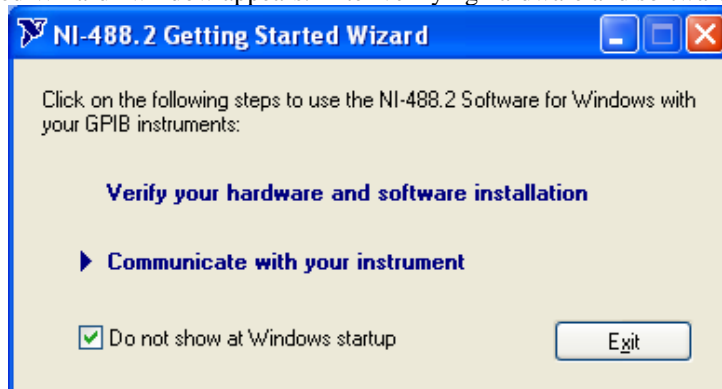 NI-488.2 Getting Started Wizard
Click on the following steps to use the NI-488.2 Software for Windows with
your GPIB instruments:
Verify your hardware and software installation
Communicate with your instrument
Do not show at Windows startup
Exit